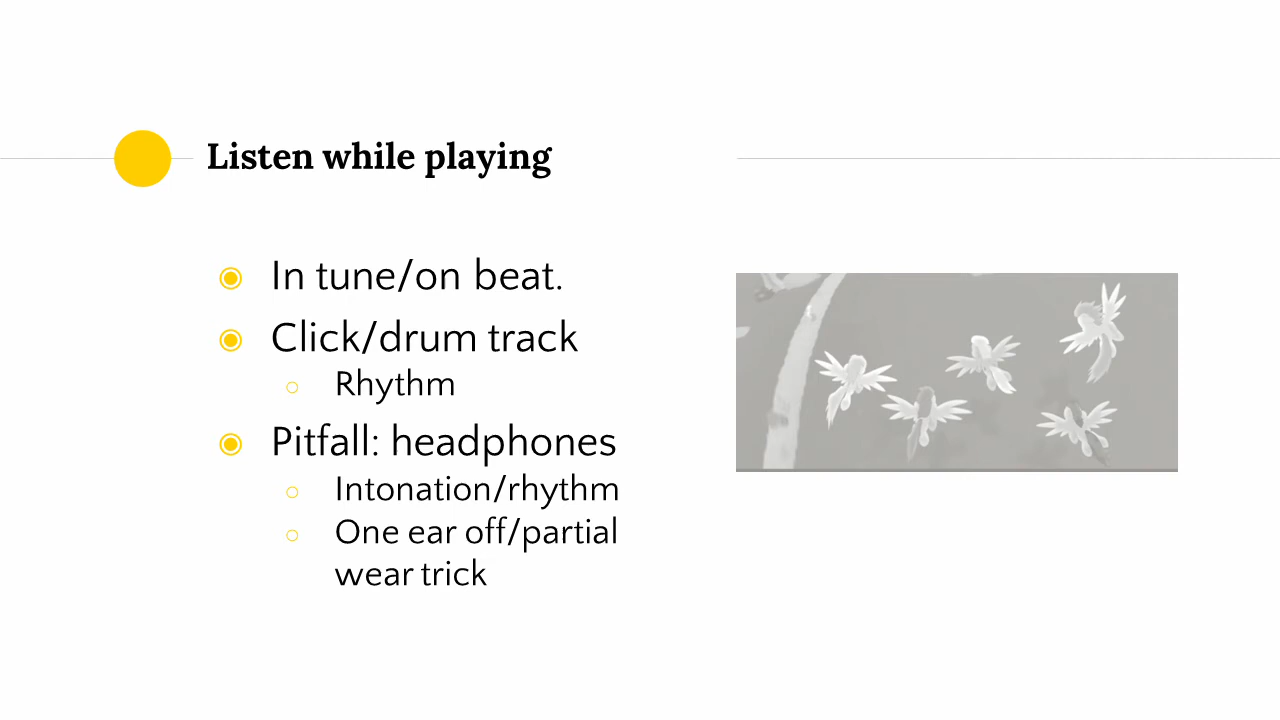 Listen while playing
In tune/on beat.
Click/drum track
Rhythm
Pitfall: headphones
Intonation/rhythm
One ear off/partial
wear trick